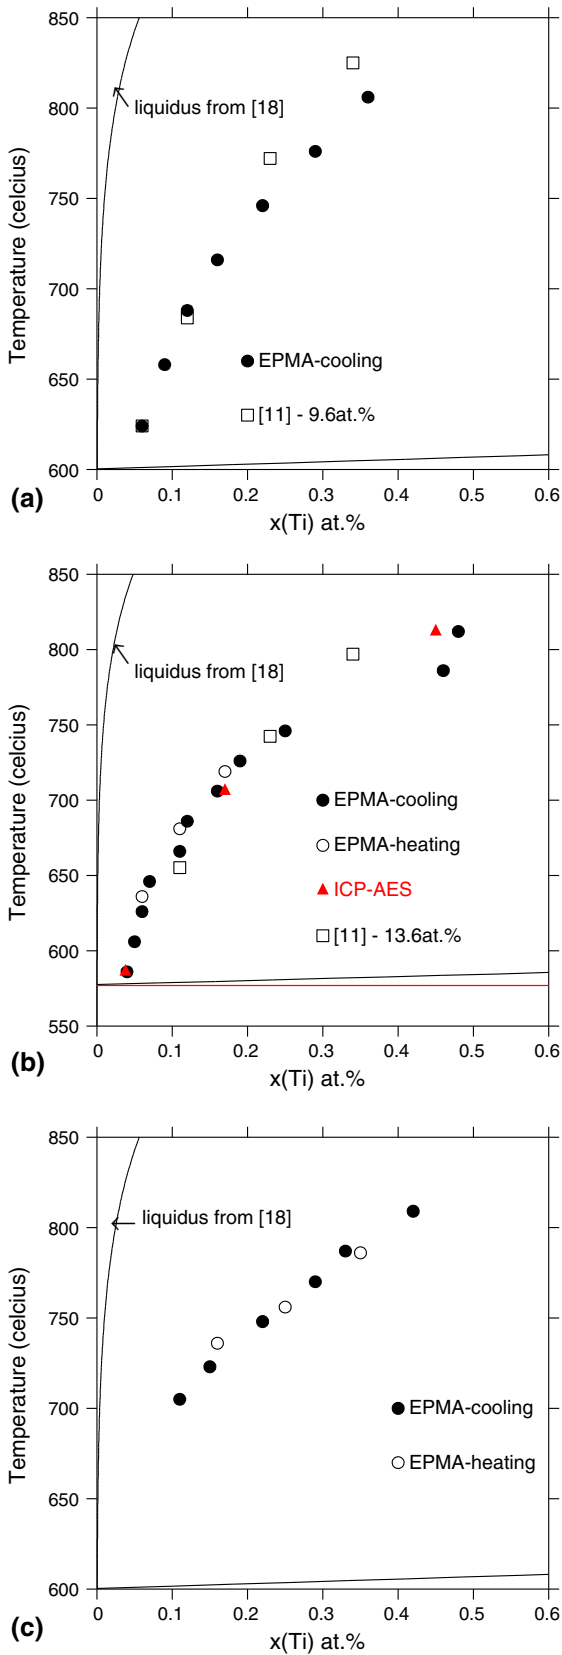 850
800
750
700
650
600
Temperature (celcius)
liquidus from [18]
EPMA-cooling
[11] - 9.6at.%
0 0.1 0.2 0.3 0.4 0.5 0.6
x(Ti) at.%
(a)
850
800
750
700
650
600
550
Temperature (celcius)
liquidus from [18]
EPMA-cooling
EPMA-heating
ICP-AES
[11] - 13.6at.%
0 0.1 0.2 0.3 0.4 0.5 0.6
x(Ti) at.%
(b)
850
800
750
700
650
600
Temperature (celcius)
liquidus from [18]
EPMA-cooling
EPMA-heating
0 0.1 0.2 0.3 0.4 0.5 0.6
x(Ti) at.%
(c)